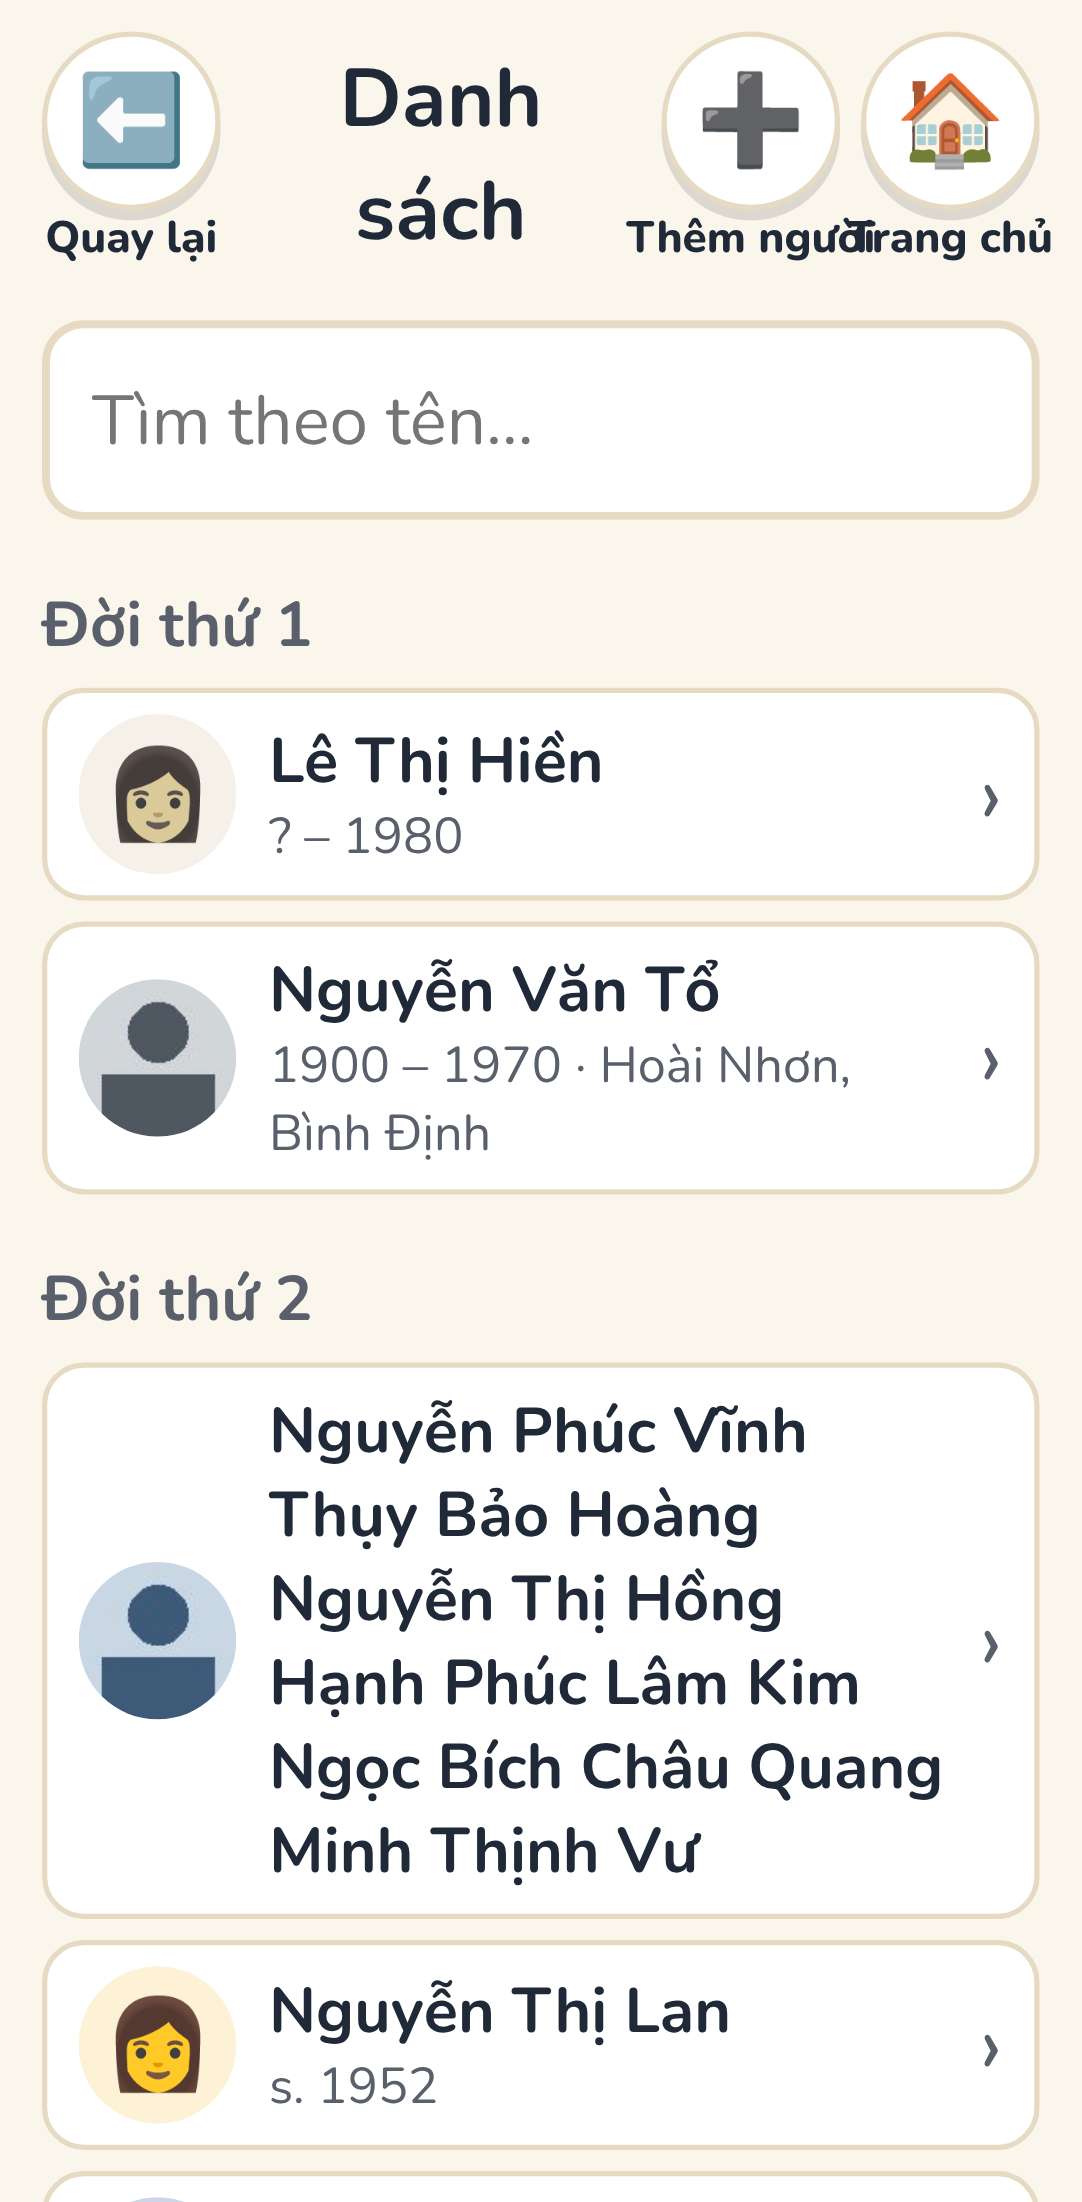 Danh
sách
Quay lại
Thêm người
Trang chủ
Tìm theo tên...
Đời thứ 1
Lê Thị Hiền
? – 1980
Nguyễn Văn Tổ
1900 – 1970 · Hoài Nhơn,
Bình Định
Đời thứ 2
Nguyễn Phúc Vĩnh
Thụy Bảo Hoàng
Nguyễn Thị Hồng
Hạnh Phúc Lâm Kim
Ngọc Bích Châu Quang
Minh Thịnh Vư
Nguyễn Thị Lan
s. 1952